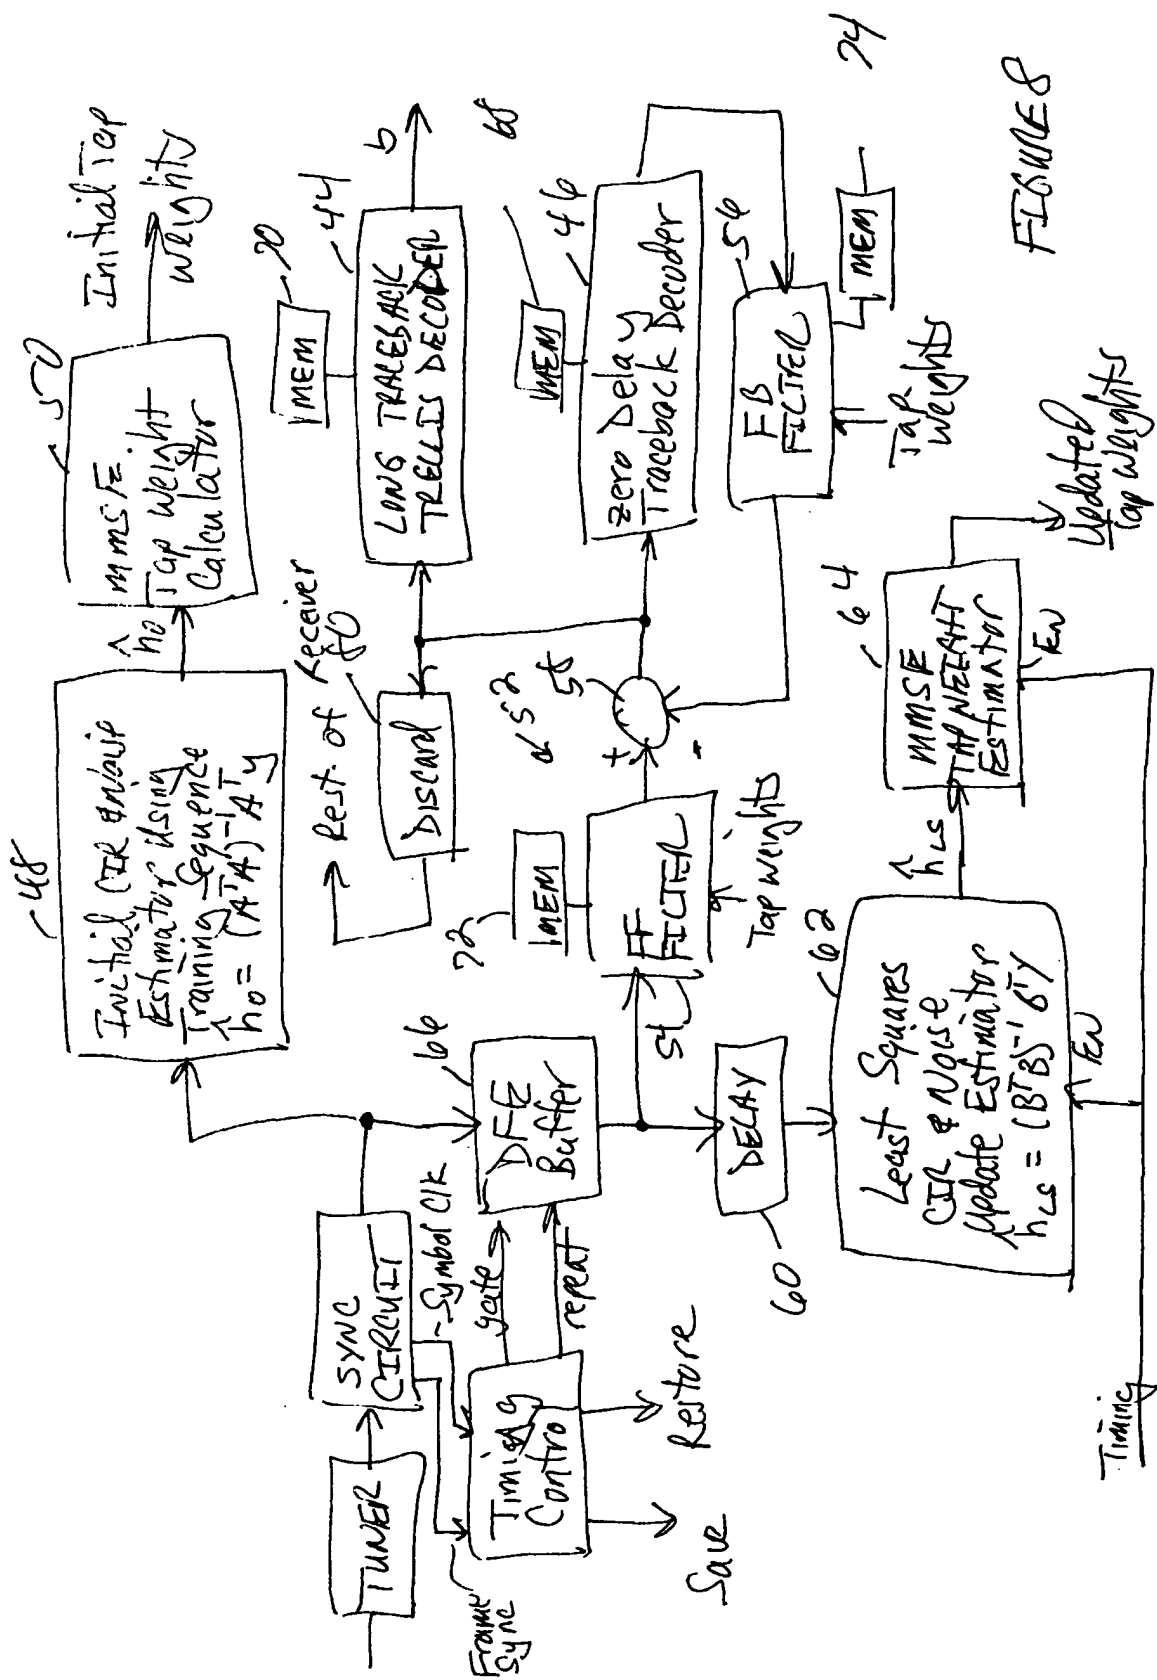 TUNER
SYNC
CIRCUIT
Frame
Sync
Symbol Clk
Timing
Control
gate
repeat
Save
Restore
48
Initial CIR &
Estimator Using
Training Sequence
ĥ₀ = (AᵀA)⁻¹Aᵀy
ĥ₀
50
MMSE
Tap Weight
Calculator
Initial Tap
Weights
66
DFE
Buffer
Rest of Receiver
80
Discard
70
MEM
44
LONG TRACEBACK
TRELLIS DECODER
b
68
72
MEM
FF
FILTER
54
Tap weights
52
58
+
-
MEM
46
Zero Delay
Traceback Decoder
56
FB
FILTER
Tap
Weights
MEM
74
DELAY
60
62
Least Squares
CIR & Noise
Update Estimator
ĥLS = (BᵀB)⁻¹BᵀY
EN
ĥLS
64
MMSE
TAP WEIGHT
Estimator
EN
Updated
Tap Weights
Timing
FIGURE 8